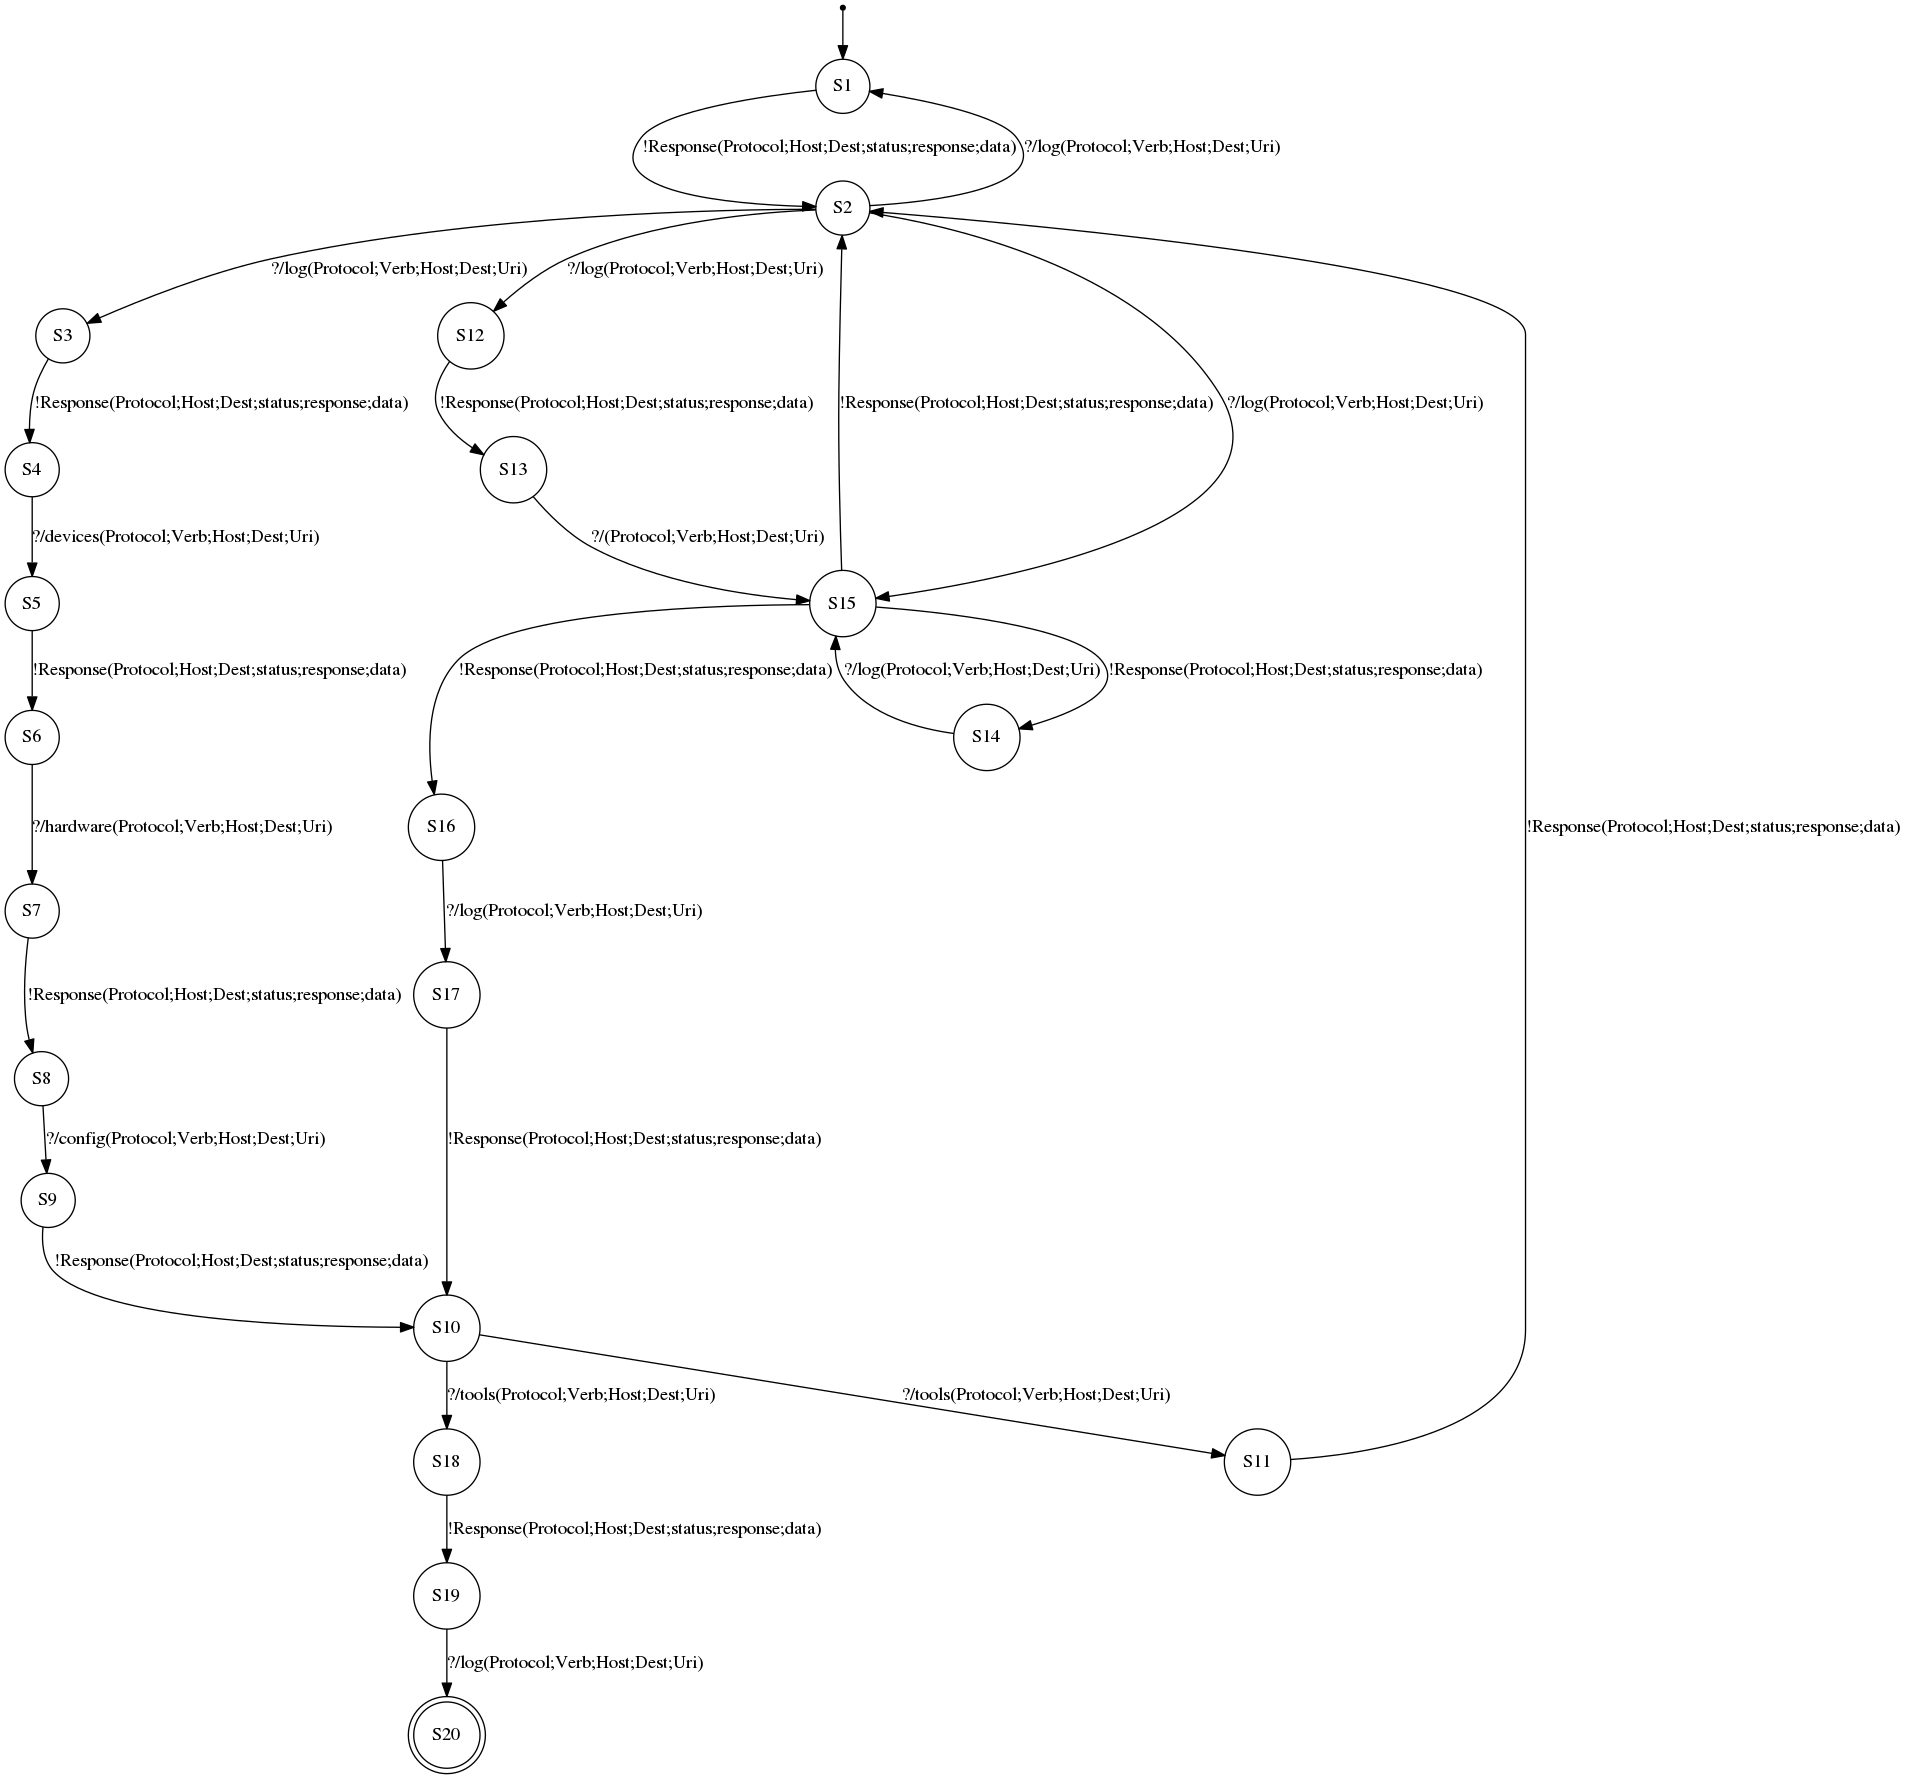 S1
!Response(Protocol;Host;Dest;status;response;data)
?/log(Protocol;Verb;Host;Dest;Uri)
S2
?/log(Protocol;Verb;Host;Dest;Uri)
?/log(Protocol;Verb;Host;Dest;Uri)
S3
S12
!Response(Protocol;Host;Dest;status;response;data)
!Response(Protocol;Host;Dest;status;response;data)
!Response(Protocol;Host;Dest;status;response;data)
?/log(Protocol;Verb;Host;Dest;Uri)
S4
S13
?/devices(Protocol;Verb;Host;Dest;Uri)
?/(Protocol;Verb;Host;Dest;Uri)
S5
S15
!Response(Protocol;Host;Dest;status;response;data)
!Response(Protocol;Host;Dest;status;response;data)
?/log(Protocol;Verb;Host;Dest;Uri)
!Response(Protocol;Host;Dest;status;response;data)
S6
S14
?/hardware(Protocol;Verb;Host;Dest;Uri)
S16
!Response(Protocol;Host;Dest;status;response;data)
S7
?/log(Protocol;Verb;Host;Dest;Uri)
!Response(Protocol;Host;Dest;status;response;data)
S17
S8
?/config(Protocol;Verb;Host;Dest;Uri)
!Response(Protocol;Host;Dest;status;response;data)
S9
!Response(Protocol;Host;Dest;status;response;data)
S10
?/tools(Protocol;Verb;Host;Dest;Uri)
?/tools(Protocol;Verb;Host;Dest;Uri)
S18
S11
!Response(Protocol;Host;Dest;status;response;data)
S19
?/log(Protocol;Verb;Host;Dest;Uri)
S20